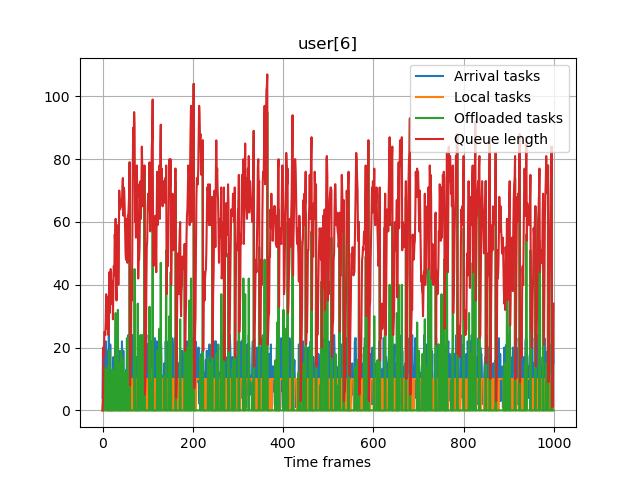 user[6]
Arrival tasks
Local tasks
Offloaded tasks
Queue length
100
80
60
40
20
0
0 200 400 600 800 1000
Time frames